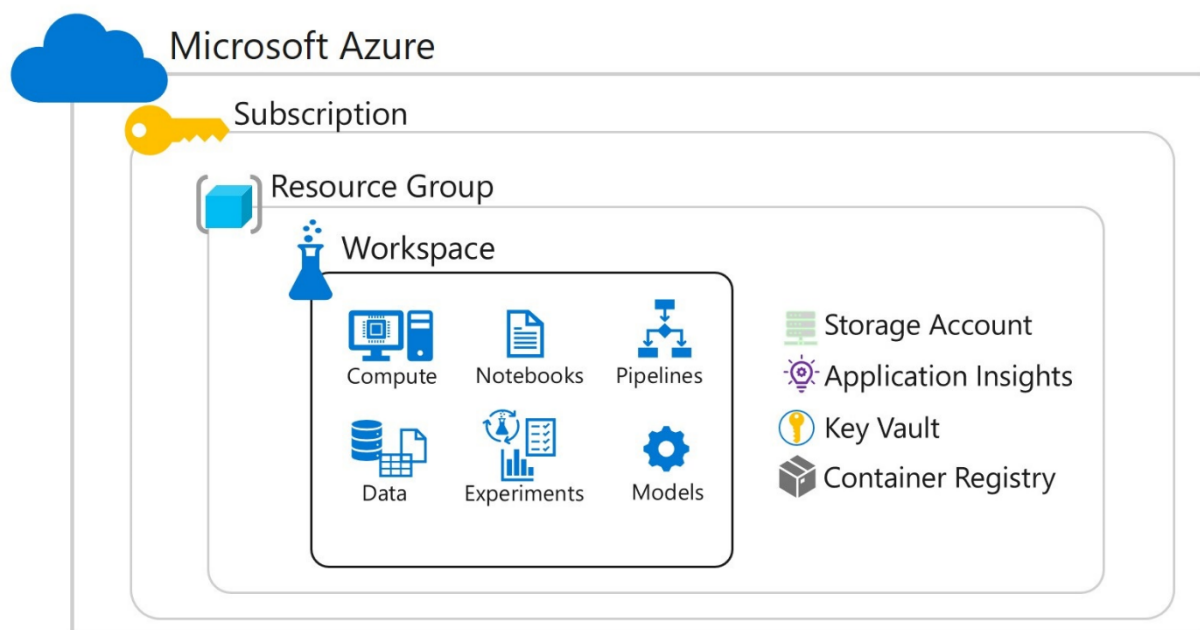 Microsoft Azure
Subscription
Resource Group
Workspace
Compute
Notebooks
Pipelines
Data
Experiments
Models
Storage Account
Application Insights
Key Vault
Container Registry